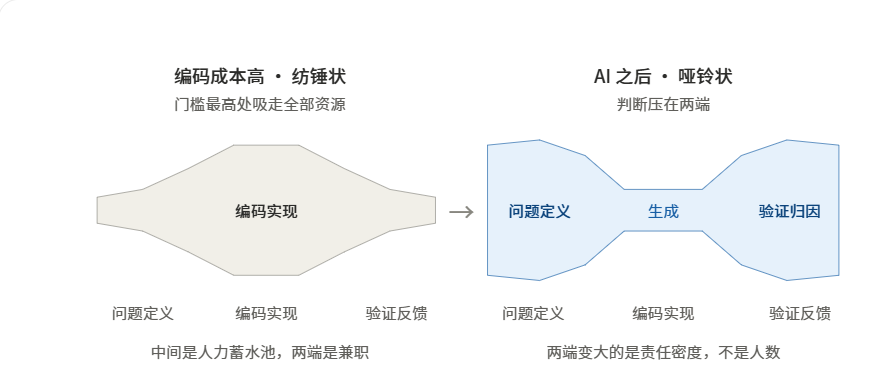 编码成本高 · 纺锤状
门槛最高处吸走全部资源
编码实现
问题定义
编码实现
验证反馈
中间是人力蓄水池，两端是兼职
→
AI 之后 · 哑铃状
判断压在两端
问题定义
生成
验证归因
问题定义
编码实现
验证反馈
两端变大的是责任密度，不是人数